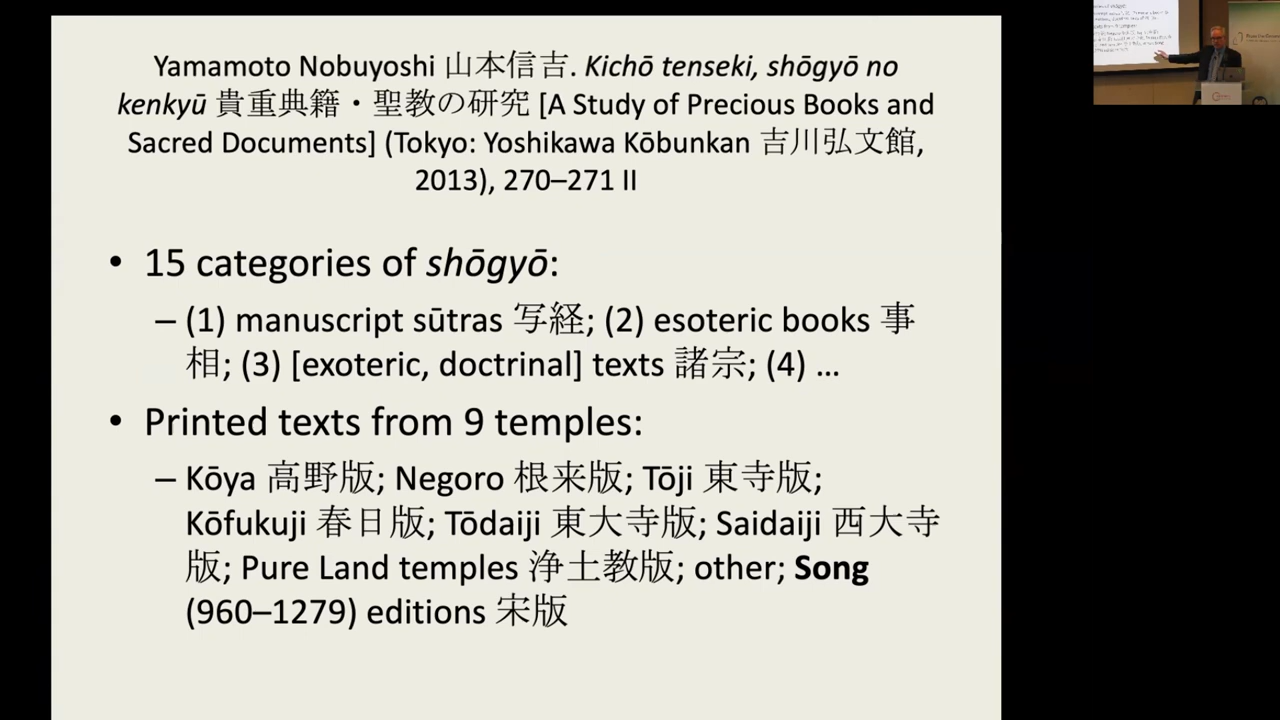 Yamamoto Nobuyoshi 山本信吉. Kichō tenseki, shōgyō no
kenkyū 貴重典籍・聖教の研究 [A Study of Precious Books and
Sacred Documents] (Tokyo: Yoshikawa Kōbunkan 吉川弘文館,
2013), 270–271 II
• 15 categories of shōgyō:
– (1) manuscript sūtras 写経; (2) esoteric books 事
相; (3) [exoteric, doctrinal] texts 諸宗; (4) ...
• Printed texts from 9 temples:
– Kōya 高野版; Negoro 根来版; Tōji 東寺版;
Kōfukuji 春日版; Tōdaiji 東大寺版; Saidaiji 西大寺
版; Pure Land temples 浄土教版; other; Song
(960–1279) editions 宋版